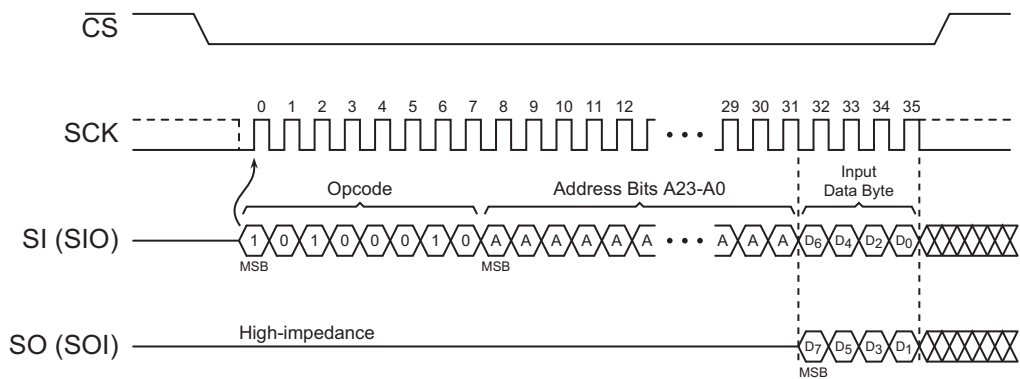 CS
0 1 2 3 4 5 6 7 8 9 10 11 12 29 30 31 32 33 34 35
SCK
• • •
Opcode
Address Bits A23-A0
Input
Data Byte
SI (SIO)
1 0 1 0 0 0 1 0 A A A A A A • • • A A A D6 D4 D2 D0
MSB MSB
High-impedance
SO (SOI)
D7 D5 D3 D1
MSB